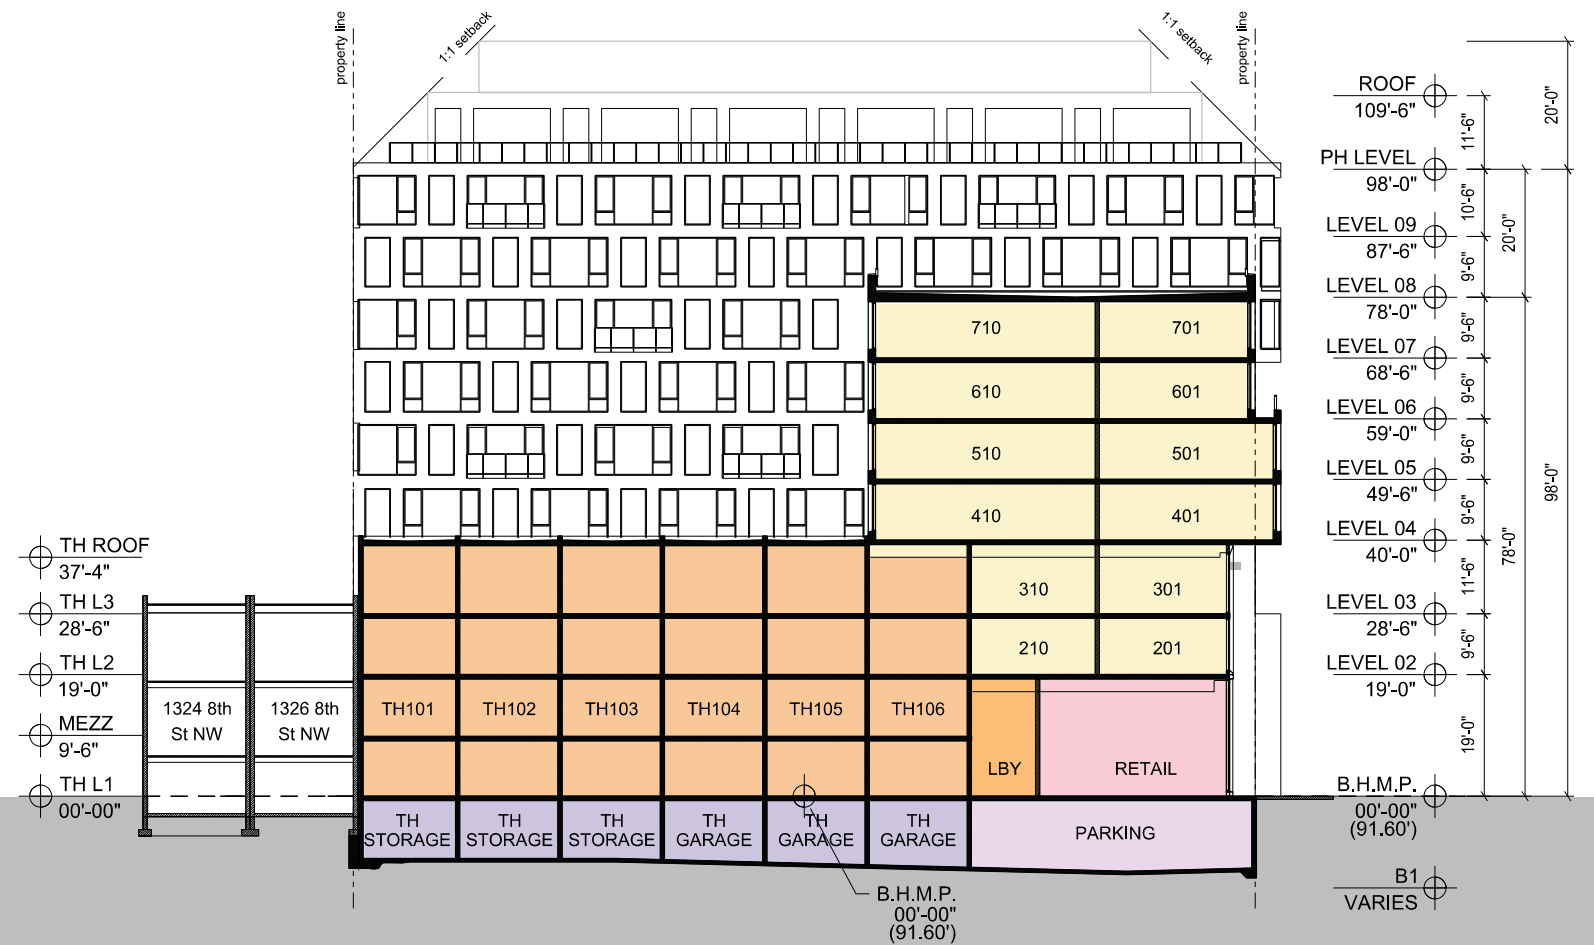 property line
1:1 setback
1:1 setback
property line
ROOF
109'-6"
PH LEVEL
98'-0"
LEVEL 09
87'-6"
LEVEL 08
78'-0"
LEVEL 07
68'-6"
LEVEL 06
59'-0"
LEVEL 05
49'-6"
LEVEL 04
40'-0"
LEVEL 03
28'-6"
LEVEL 02
19'-0"
B.H.M.P.
00'-00"
(91.60')
B1
VARIES
11'-6"
10'-6"
9'-6"
9'-6"
9'-6"
9'-6"
9'-6"
11'-6"
9'-6"
19'-0"
20'-0"
78'-0"
20'-0"
98'-0"
710
701
610
601
510
501
410
401
310
301
210
201
TH ROOF
37'-4"
TH L3
28'-6"
TH L2
19'-0"
MEZZ
9'-6"
TH L1
00'-00"
1324 8th
St NW
1326 8th
St NW
TH101
TH102
TH103
TH104
TH105
TH106
LBY
RETAIL
TH
STORAGE
TH
STORAGE
TH
STORAGE
TH
GARAGE
TH
GARAGE
TH
GARAGE
PARKING
B.H.M.P.
00'-00"
(91.60')